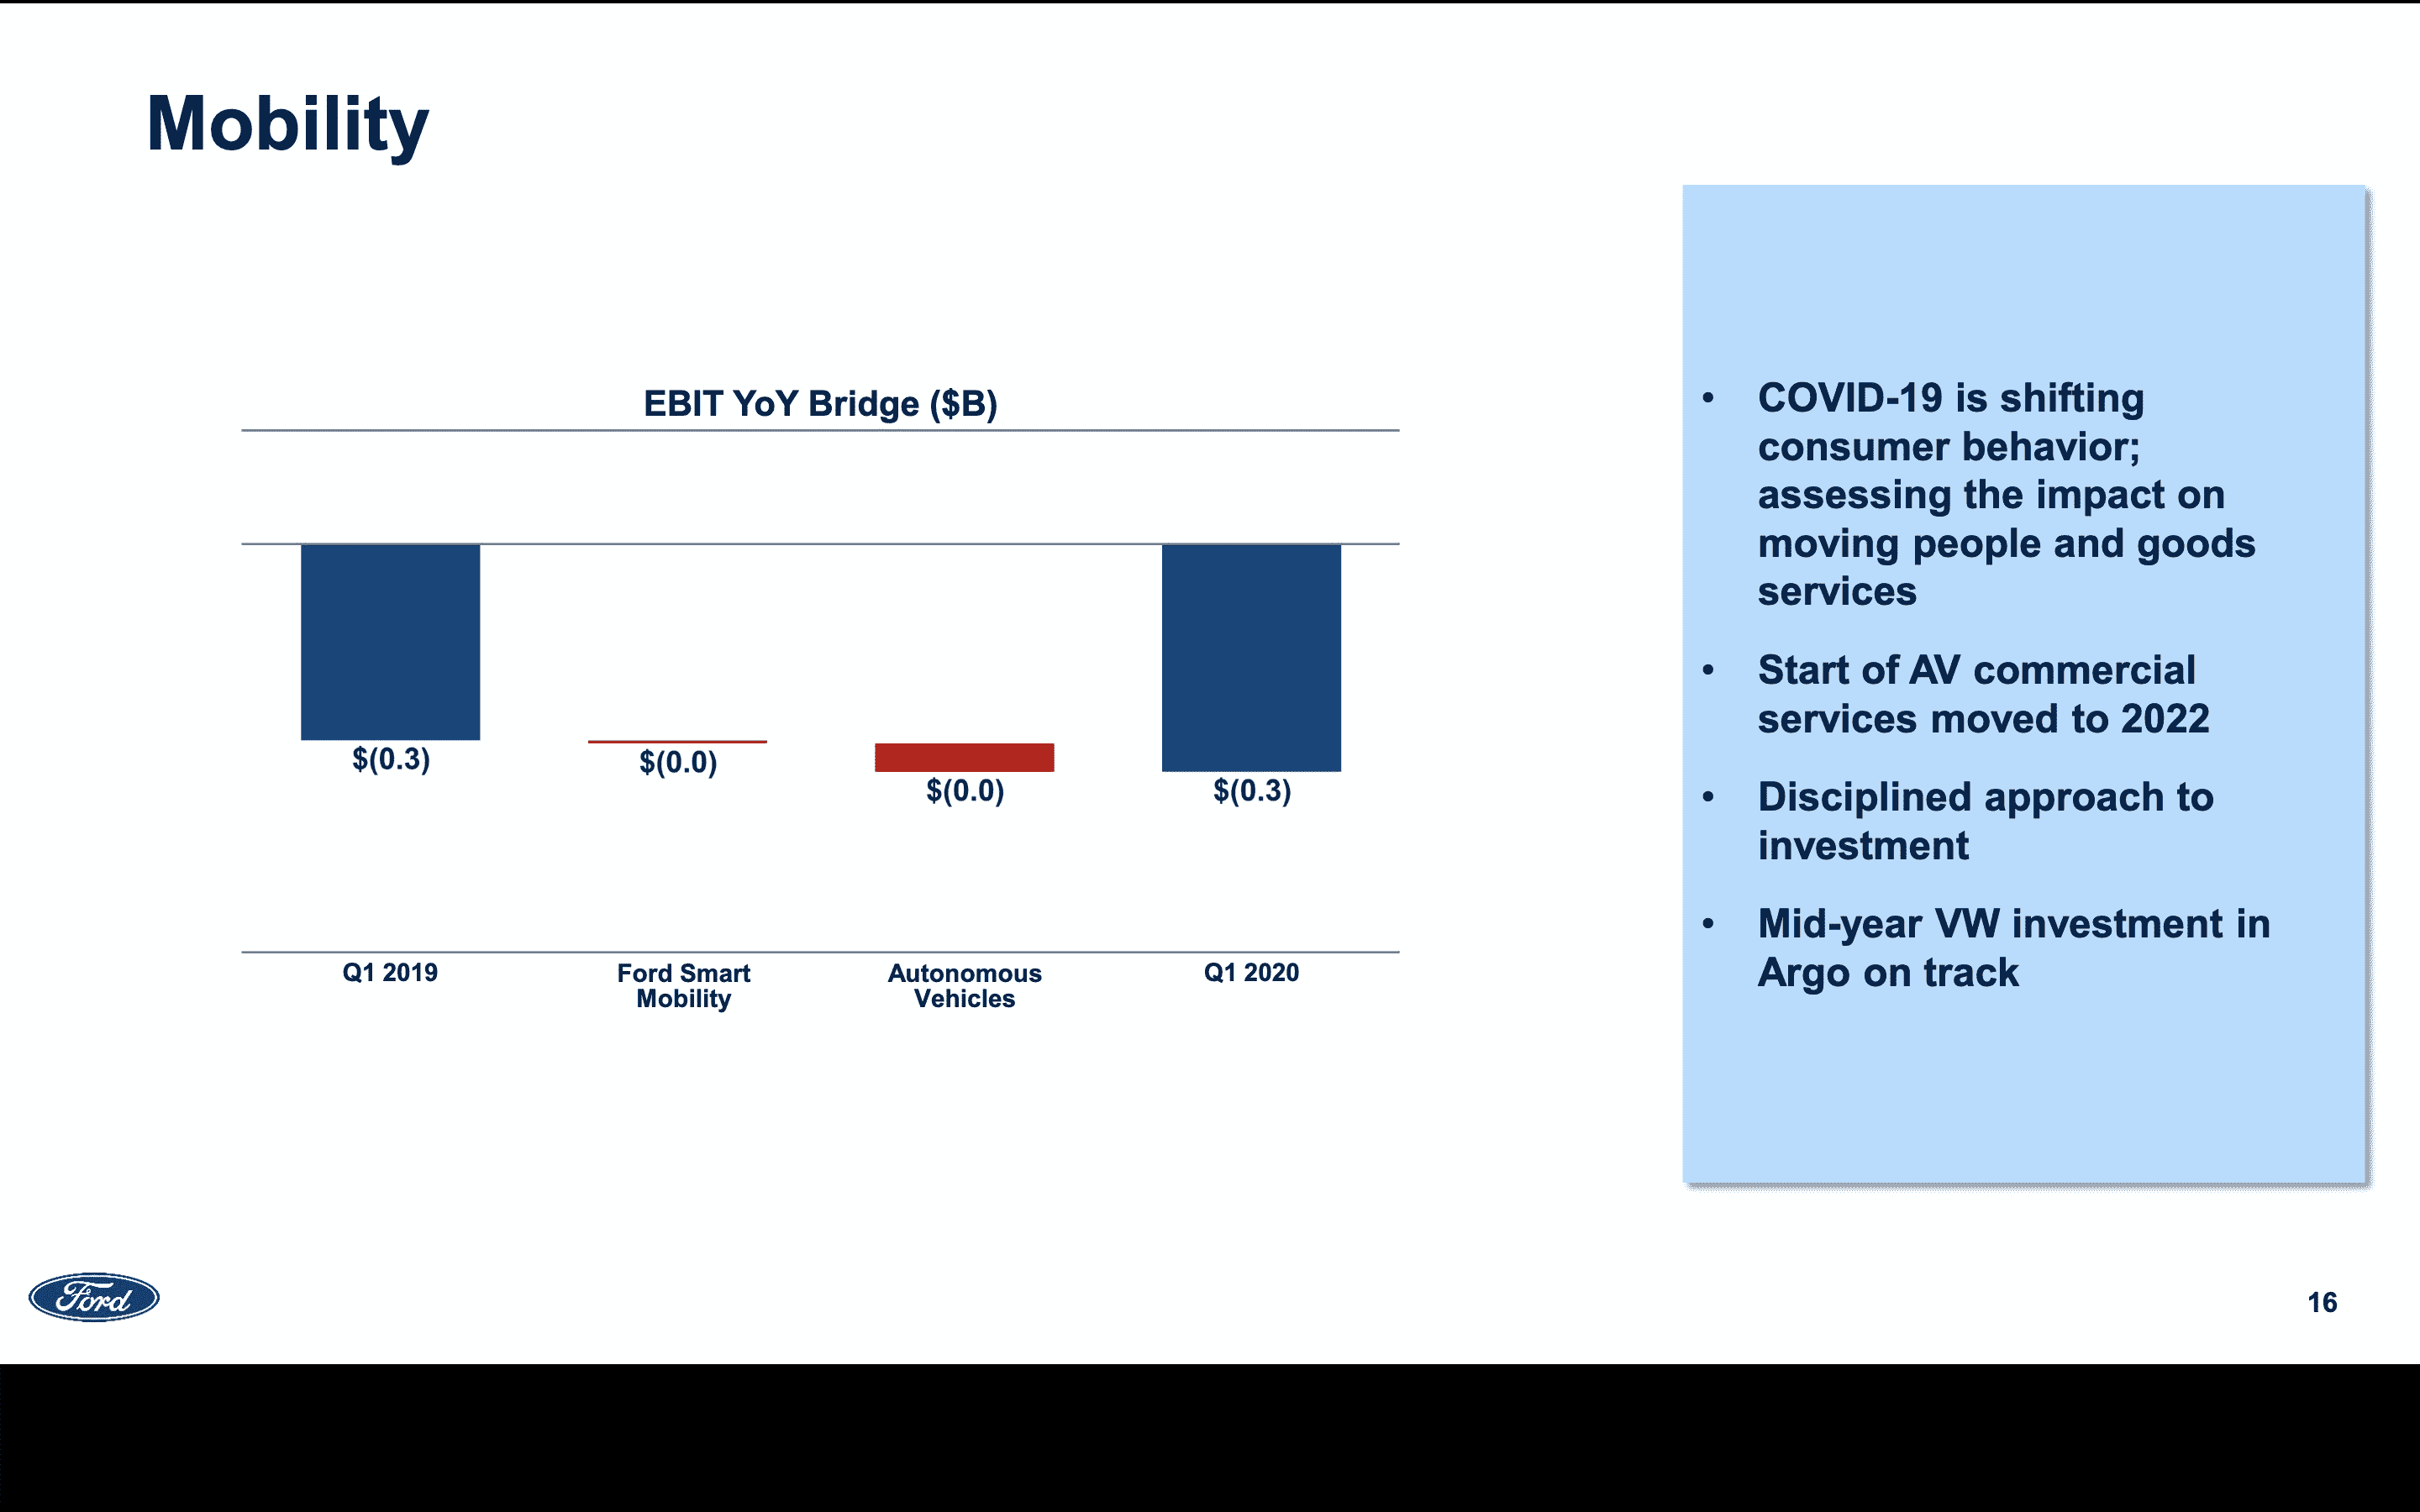 Mobility
EBIT YoY Bridge ($B)
$(0.3)
$(0.0)
$(0.0)
$(0.3)
Q1 2019
Ford Smart
Mobility
Autonomous
Vehicles
Q1 2020
• COVID-19 is shifting
consumer behavior;
assessing the impact on
moving people and goods
services
• Start of AV commercial
services moved to 2022
• Disciplined approach to
investment
• Mid-year VW investment in
Argo on track
Ford
16